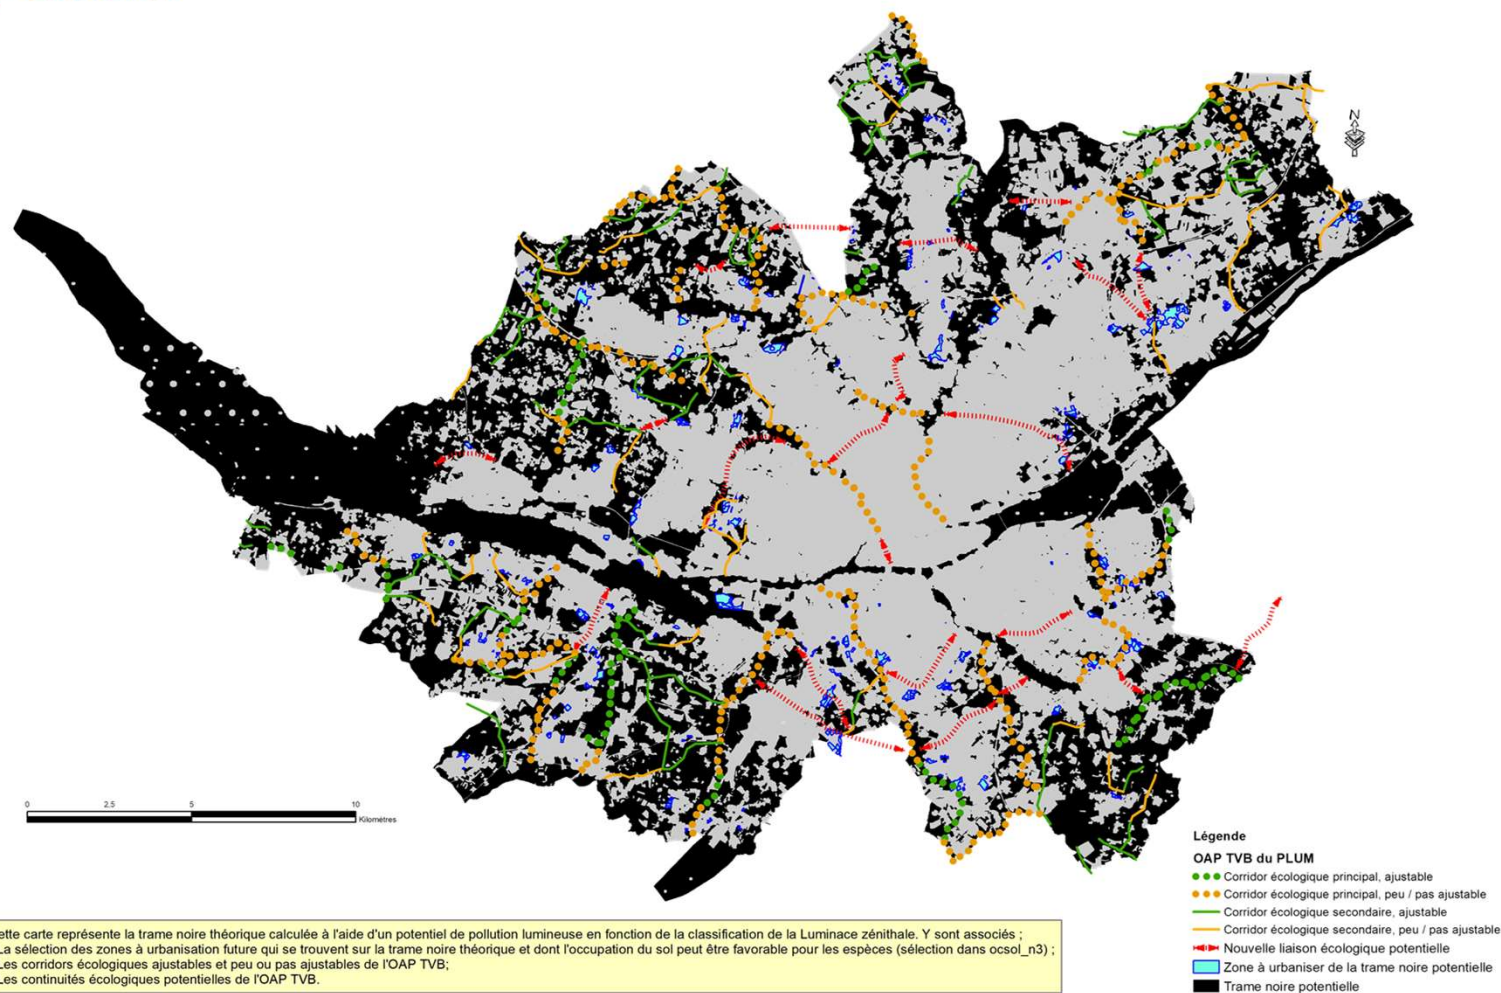 N
0 2,5 5 10
Kilomètres
Légende
OAP TVB du PLUM
Corridor écologique principal, ajustable
Corridor écologique principal, peu / pas ajustable
Corridor écologique secondaire, ajustable
Corridor écologique secondaire, peu / pas ajustable
Nouvelle liaison écologique potentielle
Zone à urbaniser de la trame noire potentielle
Trame noire potentielle
ette carte représente la trame noire théorique calculée à l'aide d'un potentiel de pollution lumineuse en fonction de la classification de la Luminace zénithale. Y sont associés ;
La sélection des zones à urbanisation future qui se trouvent sur la trame noire théorique et dont l'occupation du sol peut être favorable pour les espèces (sélection dans ocsol_n3) ;
Les corridors écologiques ajustables et peu ou pas ajustables de l'OAP TVB;
Les continuités écologiques potentielles de l'OAP TVB.